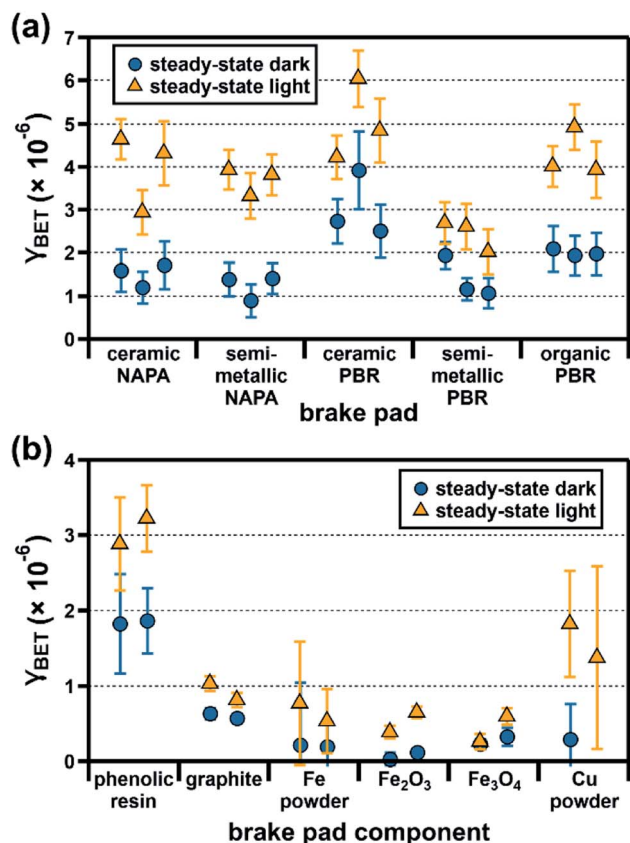 (a)
7
6
5
4
3
2
1
0
γBET (× 10⁻⁶)
steady-state dark
steady-state light
ceramic NAPA
semi-metallic NAPA
ceramic PBR
semi-metallic PBR
organic PBR
brake pad
(b)
4
3
2
1
0
γBET (× 10⁻⁶)
steady-state dark
steady-state light
phenolic resin
graphite
Fe powder
Fe₂O₃
Fe₃O₄
Cu powder
brake pad component